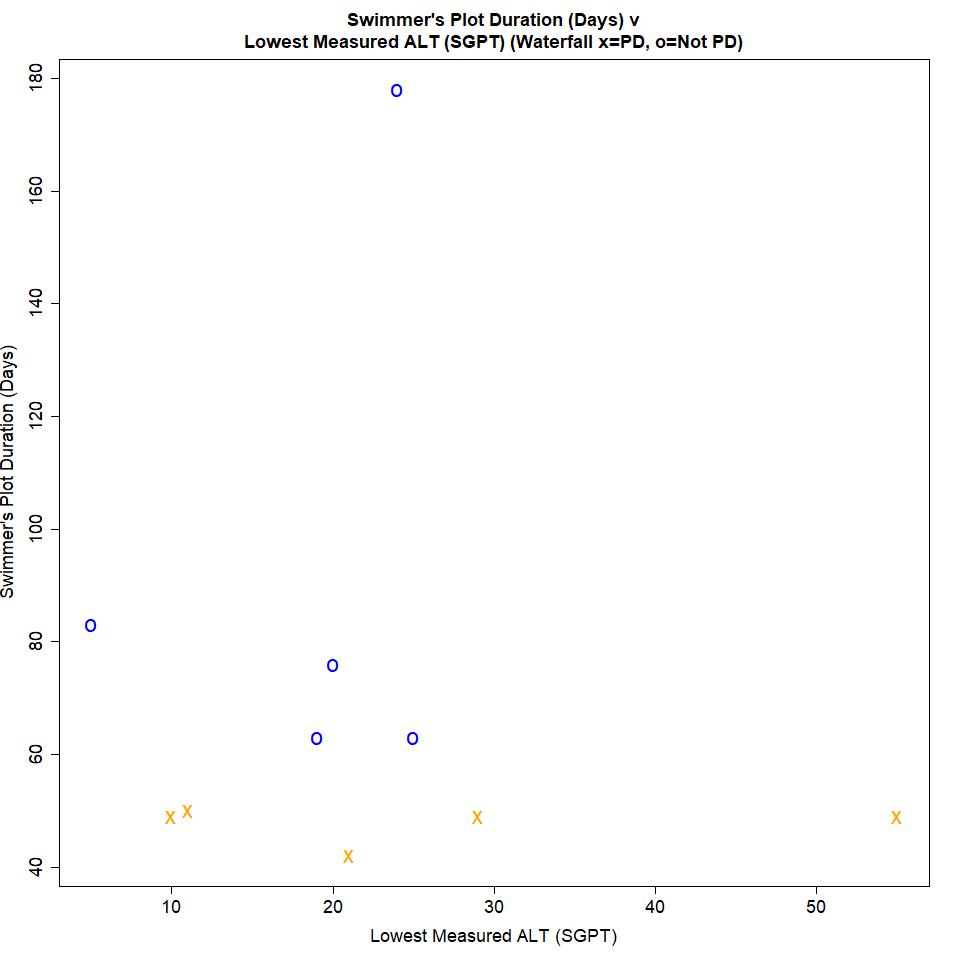 Swimmer's Plot Duration (Days) v
Lowest Measured ALT (SGPT) (Waterfall x=PD, o=Not PD)
Swimmer's Plot Duration (Days)
180
160
140
120
100
80
60
40
o
o
o
o
o
x
x
x
x
x
10
20
30
40
50
Lowest Measured ALT (SGPT)